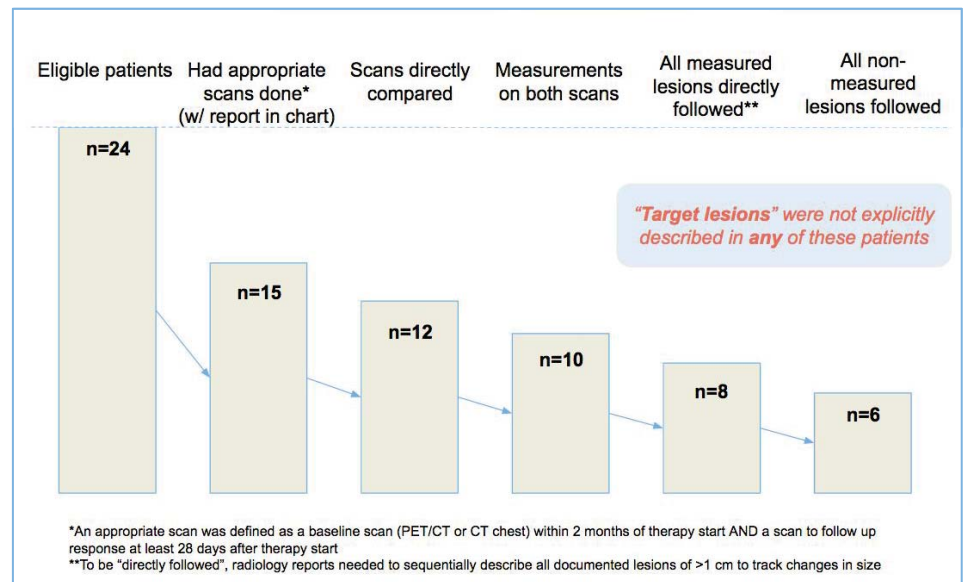 Eligible patients
Had appropriate
scans done*
(w/ report in chart)
Scans directly
compared
Measurements
on both scans
All measured
lesions directly
followed**
All non-
measured
lesions followed
n=24
n=15
n=12
n=10
n=8
n=6
“Target lesions” were not explicitly
described in any of these patients
*An appropriate scan was defined as a baseline scan (PET/CT or CT chest) within 2 months of therapy start AND a scan to follow up
response at least 28 days after therapy start
**To be “directly followed”, radiology reports needed to sequentially describe all documented lesions of >1 cm to track changes in size